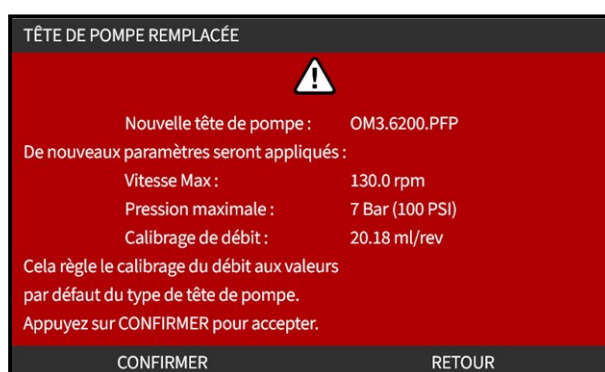 TÊTE DE POMPE REMPLACÉE
Nouvelle tête de pompe : OM3.6200.PFP
De nouveaux paramètres seront appliqués :
Vitesse Max : 130.0 rpm
Pression maximale : 7 Bar (100 PSI)
Calibrage de débit : 20.18 ml/rev
Cela règle le calibrage du débit aux valeurs
par défaut du type de tête de pompe.
Appuyez sur CONFIRMER pour accepter.
CONFIRMER RETOUR